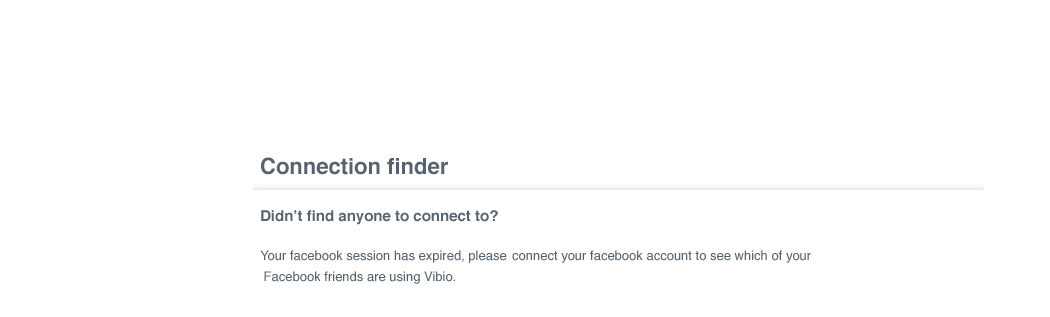 Connection finder
Didn't find anyone to connect to?
Your facebook session has expired, please connect your facebook account to see which of your
Facebook friends are using Vibio.